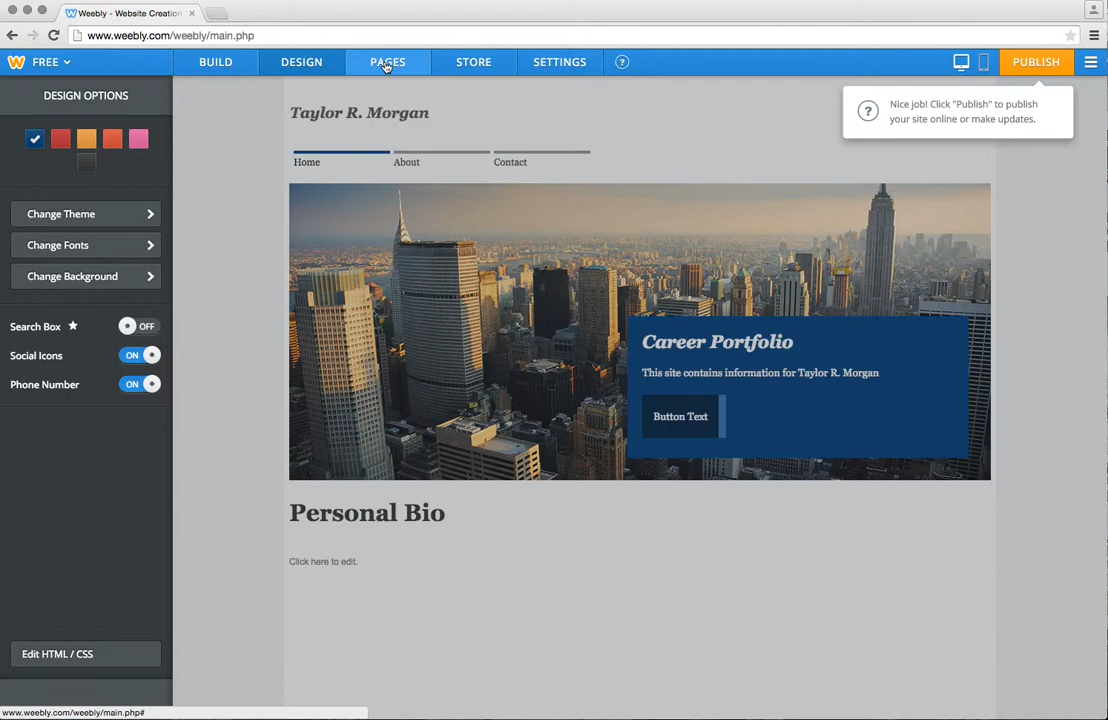 Weebly - Website Creation
www.weebly.com/weebly/main.php
FREE BUILD DESIGN PAGES STORE SETTINGS ? PUBLISH
DESIGN OPTIONS
? Nice job! Click "Publish" to publish
your site online or make updates.
Taylor R. Morgan
Home About Contact
Change Theme
Change Fonts
Change Background
Search Box OFF
Social Icons ON
Phone Number ON
Career Portfolio
This site contains information for Taylor R. Morgan
Button Text
Personal Bio
Click here to edit.
Edit HTML / CSS
www.weebly.com/weebly/main.php#